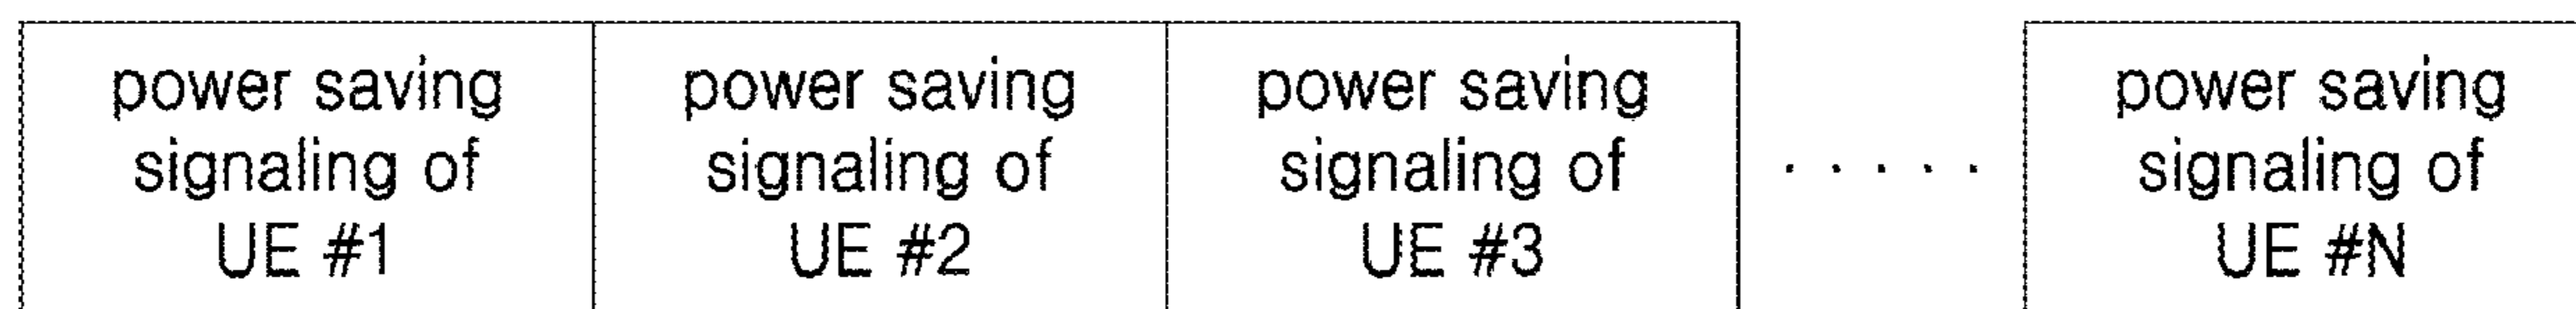 power saving
signaling of
UE #1
power saving
signaling of
UE #2
power saving
signaling of
UE #3
. . . . .
power saving
signaling of
UE #N